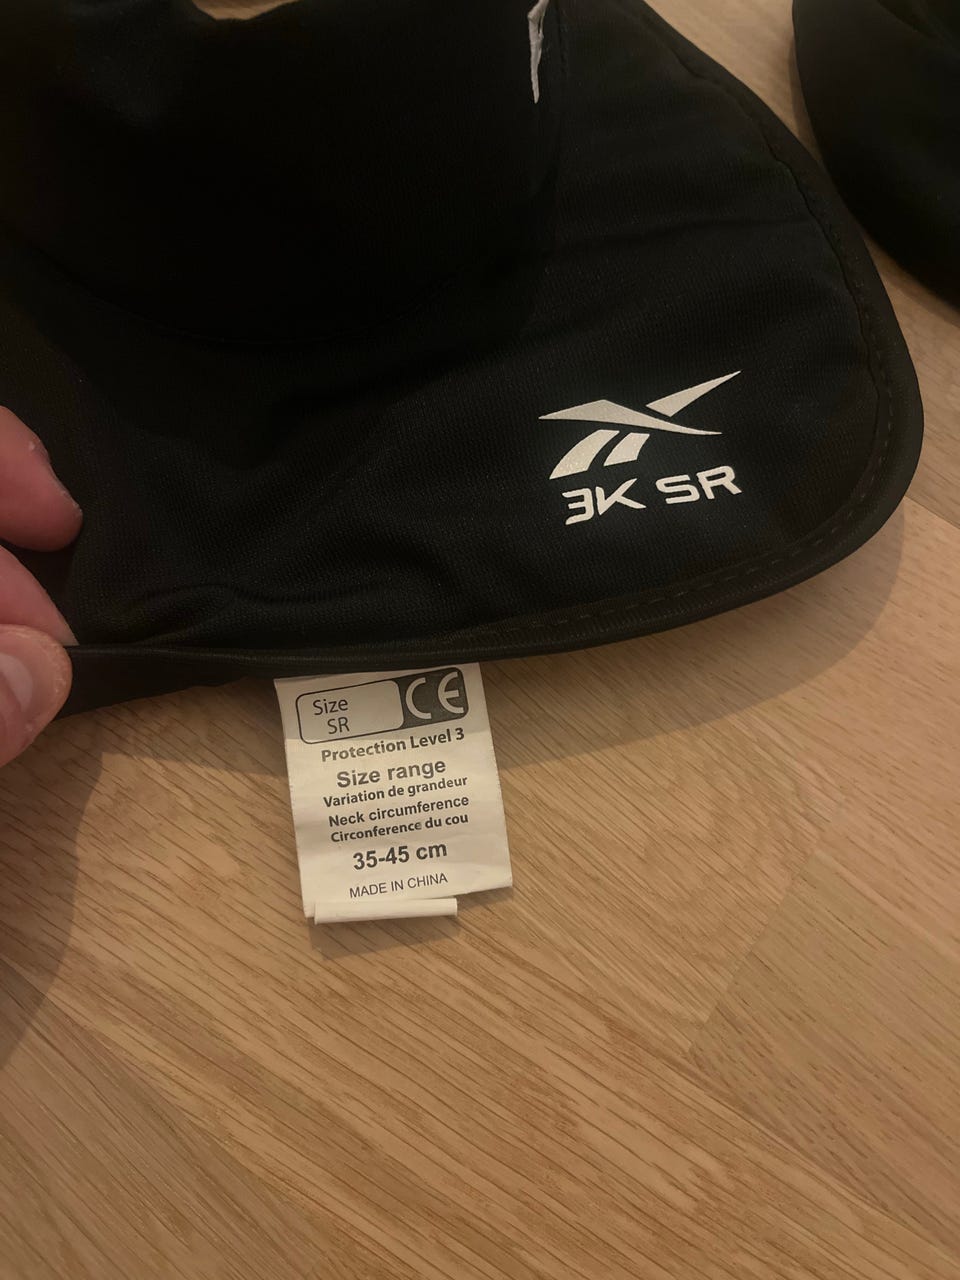 3K SR
Size
SR
CE
Protection Level 3
Size range
Variation de grandeur
Neck circumference
Circonference du cou
35-45 cm
MADE IN CHINA